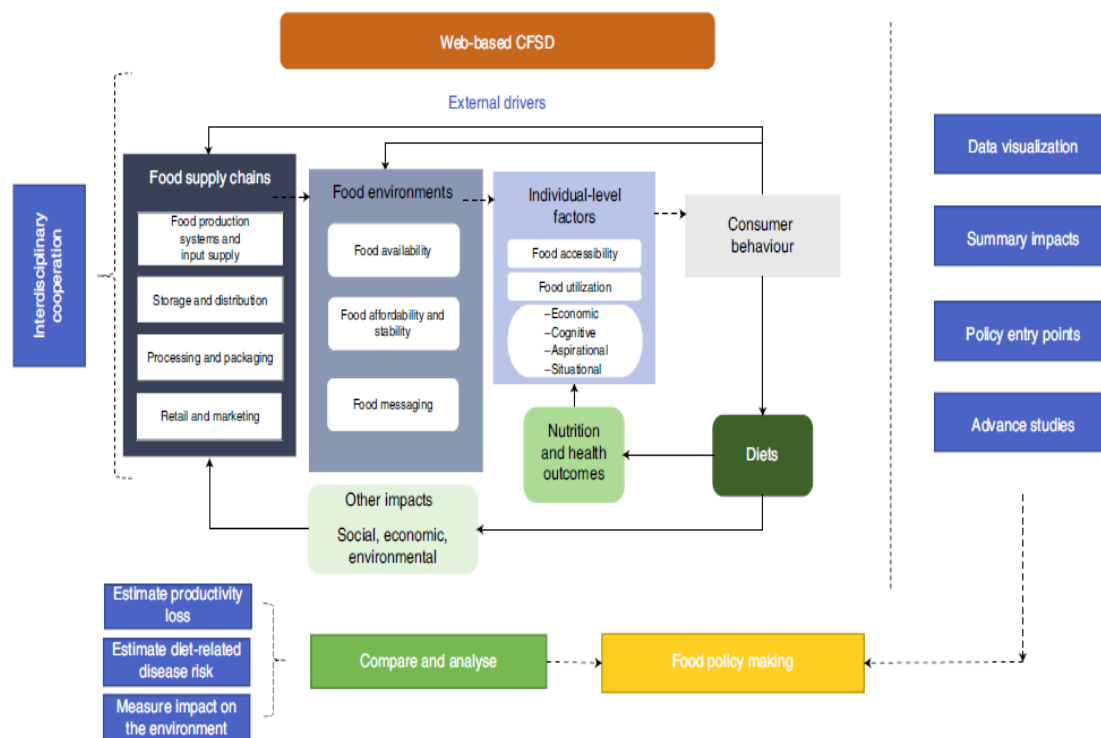 Web-based CFSD
External drivers
Interdisciplinary
cooperation
Food supply chains
Food production
systems and
input supply
Storage and distribution
Processing and packaging
Retail and marketing
Food environments
Food availability
Food affordability and
stability
Food messaging
Individual-level
factors
Food accessibility
Food utilization
–Economic
–Cognitive
–Aspirational
–Situational
Consumer
behaviour
Nutrition
and health
outcomes
Diets
Other impacts
Social, economic,
environmental
Data visualization
Summary impacts
Policy entry points
Advance studies
Estimate productivity
loss
Estimate diet-related
disease risk
Measure impact on
the environment
Compare and analyse
Food policy making